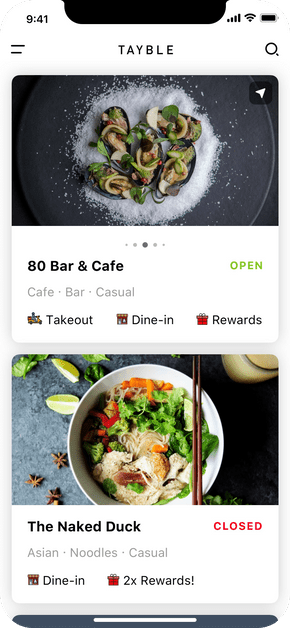 9:41
TAYBLE
80 Bar & Cafe OPEN
Cafe · Bar · Casual
Takeout Dine-in Rewards
The Naked Duck CLOSED
Asian · Noodles · Casual
Dine-in 2x Rewards!